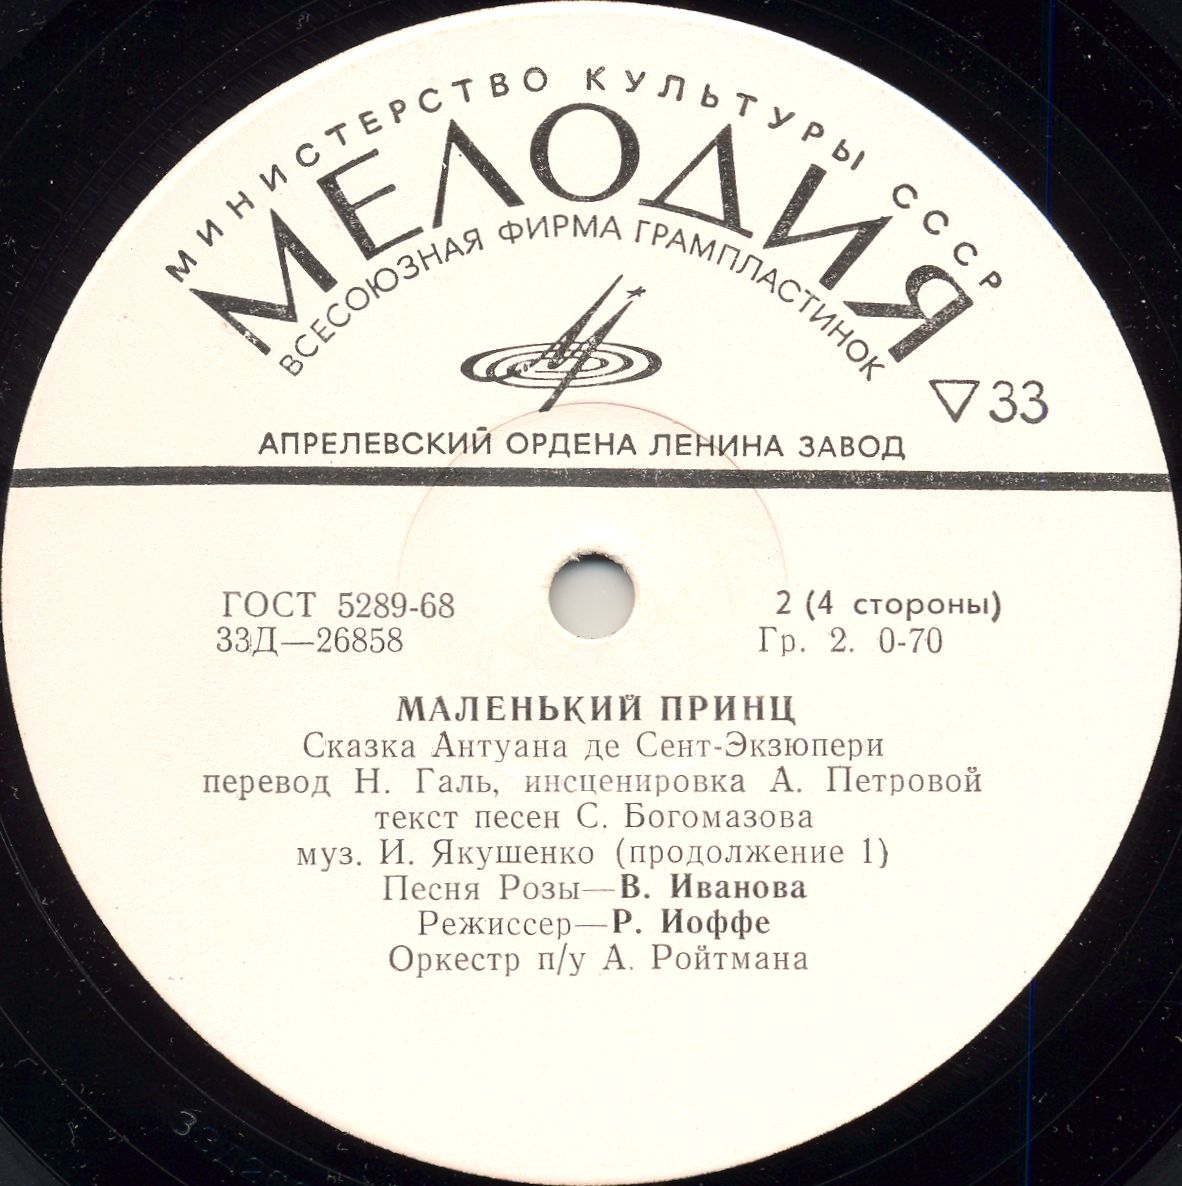 МИНИСТЕРСТВО КУЛЬТУРЫ СССР
МЕЛОДИЯ
ВСЕСОЮЗНАЯ ФИРМА ГРАМПЛАСТИНОК
▽33
АПРЕЛЕВСКИЙ ОРДЕНА ЛЕНИНА ЗАВОД
ГОСТ 5289-68
2 (4 стороны)
33Д—26858
Гр. 2. 0-70
МАЛЕНЬКИЙ ПРИНЦ
Сказка Антуана де Сент-Экзюпери
перевод Н. Галь, инсценировка А. Петровой
текст песен С. Богомазова
муз. И. Якушенко (продолжение 1)
Песня Розы—В. Иванова
Режиссер—Р. Иоффе
Оркестр п/у А. Ройтмана